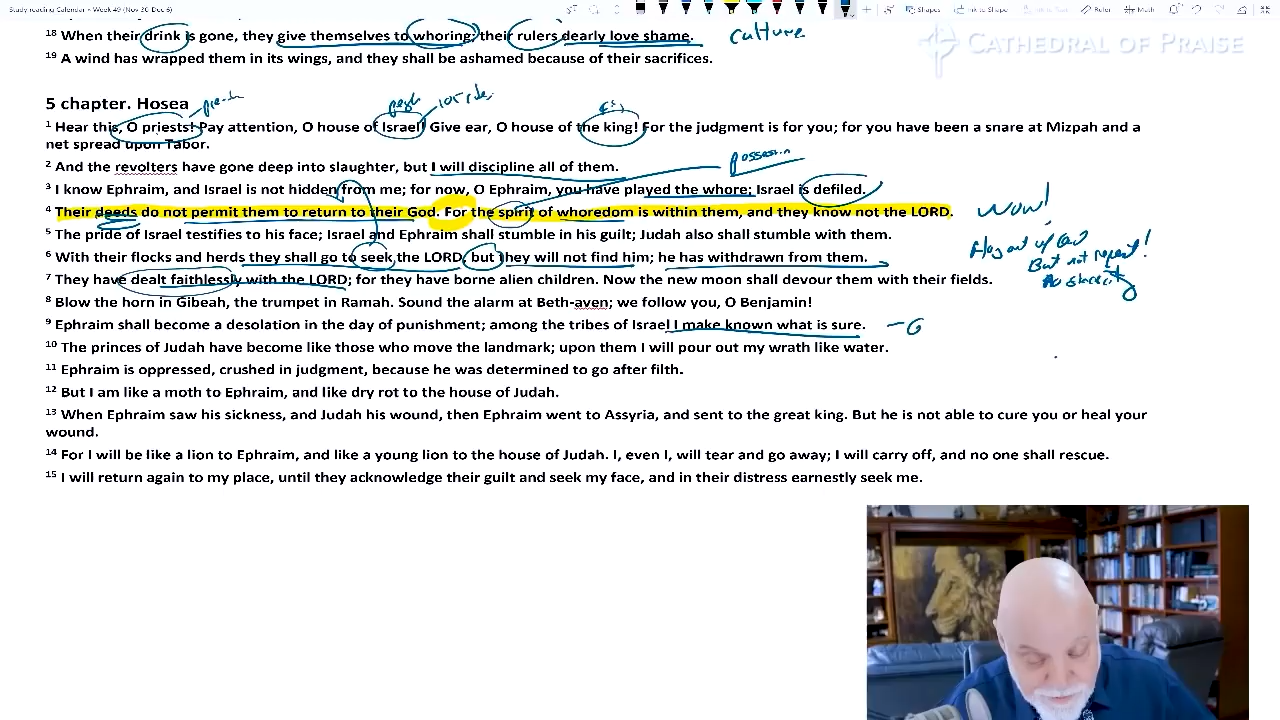 Study reading Calendar • Week 49 (Nov 30-Dec 6)
Shapes Ink to Shape Ruler Math
18 When their drink is gone, they give themselves to whoring; their rulers dearly love shame. culture
CATHEDRAL OF PRAISE
19 A wind has wrapped them in its wings, and they shall be ashamed because of their sacrifices.
5 chapter. Hosea
1 Hear this, O priests! Pay attention, O house of Israel! Give ear, O house of the king! For the judgment is for you; for you have been a snare at Mizpah and a
net spread upon Tabor.
possession
2 And the revolters have gone deep into slaughter, but I will discipline all of them.
3 I know Ephraim, and Israel is not hidden from me; for now, O Ephraim, you have played the whore; Israel is defiled.
4 Their deeds do not permit them to return to their God. For the spirit of whoredom is within them, and they know not the LORD. Wow!
5 The pride of Israel testifies to his face; Israel and Ephraim shall stumble in his guilt; Judah also shall stumble with them.
6 With their flocks and herds they shall go to seek the LORD, but they will not find him; he has withdrawn from them.
But not repent!
7 They have dealt faithlessly with the LORD; for they have borne alien children. Now the new moon shall devour them with their fields.
8 Blow the horn in Gibeah, the trumpet in Ramah. Sound the alarm at Beth-aven; we follow you, O Benjamin!
9 Ephraim shall become a desolation in the day of punishment; among the tribes of Israel I make known what is sure. - G
10 The princes of Judah have become like those who move the landmark; upon them I will pour out my wrath like water.
11 Ephraim is oppressed, crushed in judgment, because he was determined to go after filth.
12 But I am like a moth to Ephraim, and like dry rot to the house of Judah.
13 When Ephraim saw his sickness, and Judah his wound, then Ephraim went to Assyria, and sent to the great king. But he is not able to cure you or heal your
wound.
14 For I will be like a lion to Ephraim, and like a young lion to the house of Judah. I, even I, will tear and go away; I will carry off, and no one shall rescue.
15 I will return again to my place, until they acknowledge their guilt and seek my face, and in their distress earnestly seek me.